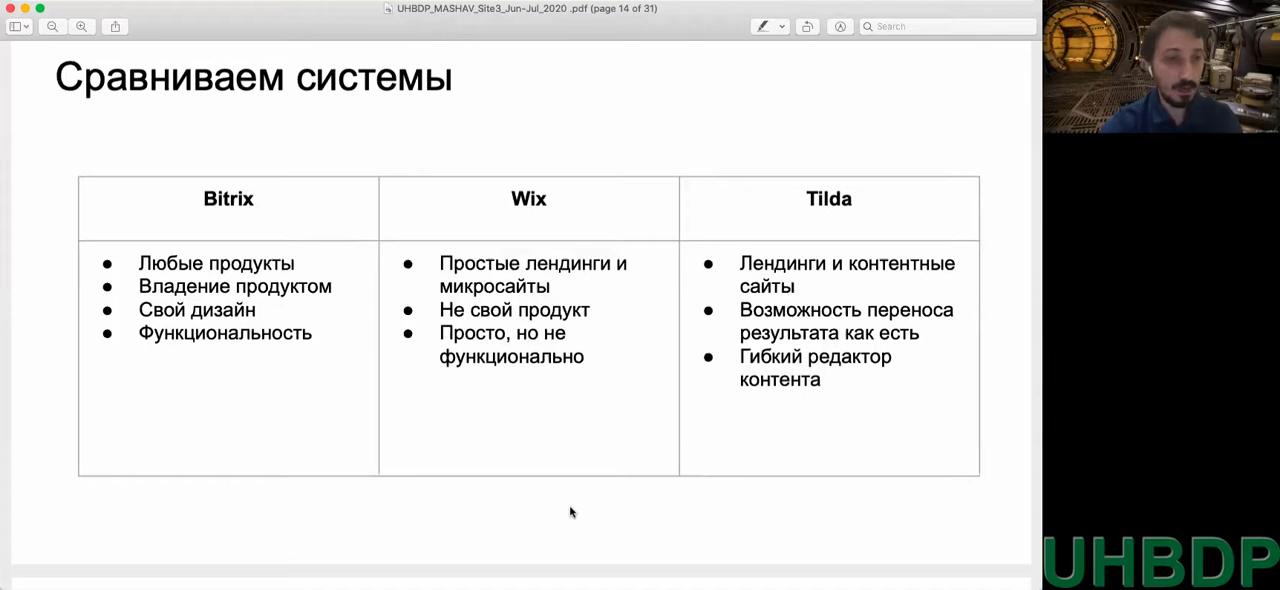 UHBDP_MASHAV_Site3_Jun-Jul_2020 .pdf (page 14 of 31)
Search
Сравниваем системы
Bitrix
Wix
Tilda
● Любые продукты
● Владение продуктом
● Свой дизайн
● Функциональность
● Простые лендинги и
микросайты
● Не свой продукт
● Просто, но не
функционально
● Лендинги и контентные
сайты
● Возможность переноса
результата как есть
● Гибкий редактор
контента
UHBDP